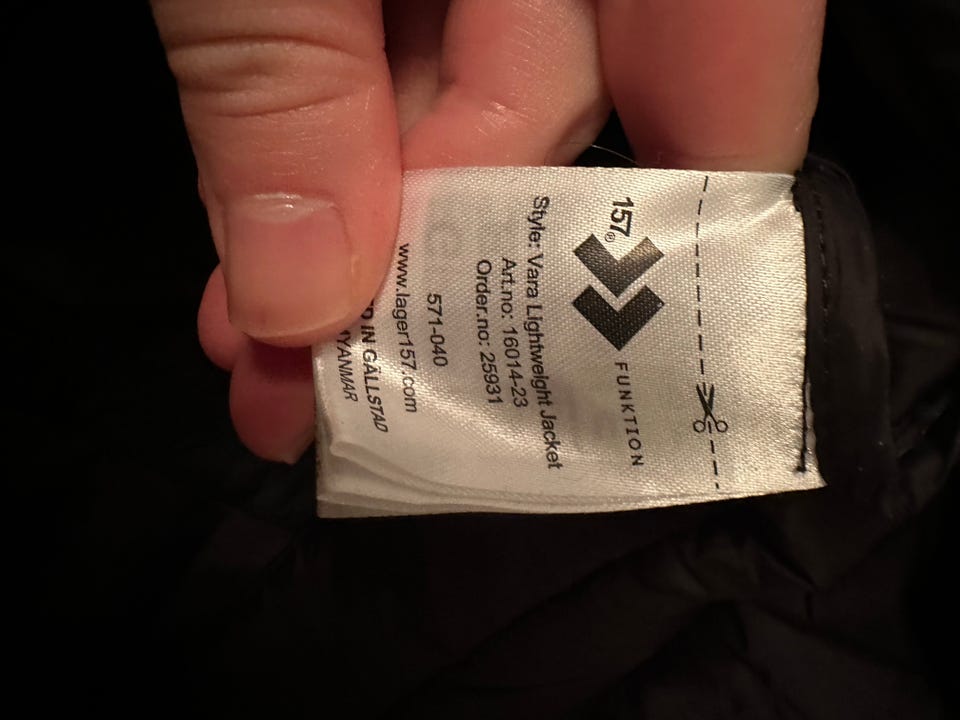 157® FUNKTION
Style: Vara Lightweight Jacket
Art.no: 16014-23
Order.no: 25931
571-040
www.lager157.com
IN GÄLLSTAD